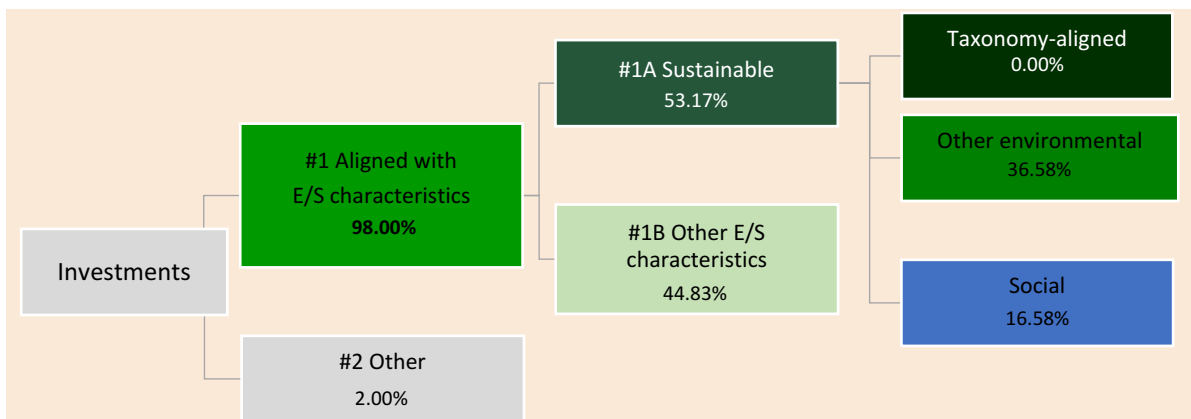 Investments
#1 Aligned with
E/S characteristics
98.00%
#2 Other
2.00%
#1A Sustainable
53.17%
#1B Other E/S
characteristics
44.83%
Taxonomy-aligned
0.00%
Other environmental
36.58%
Social
16.58%